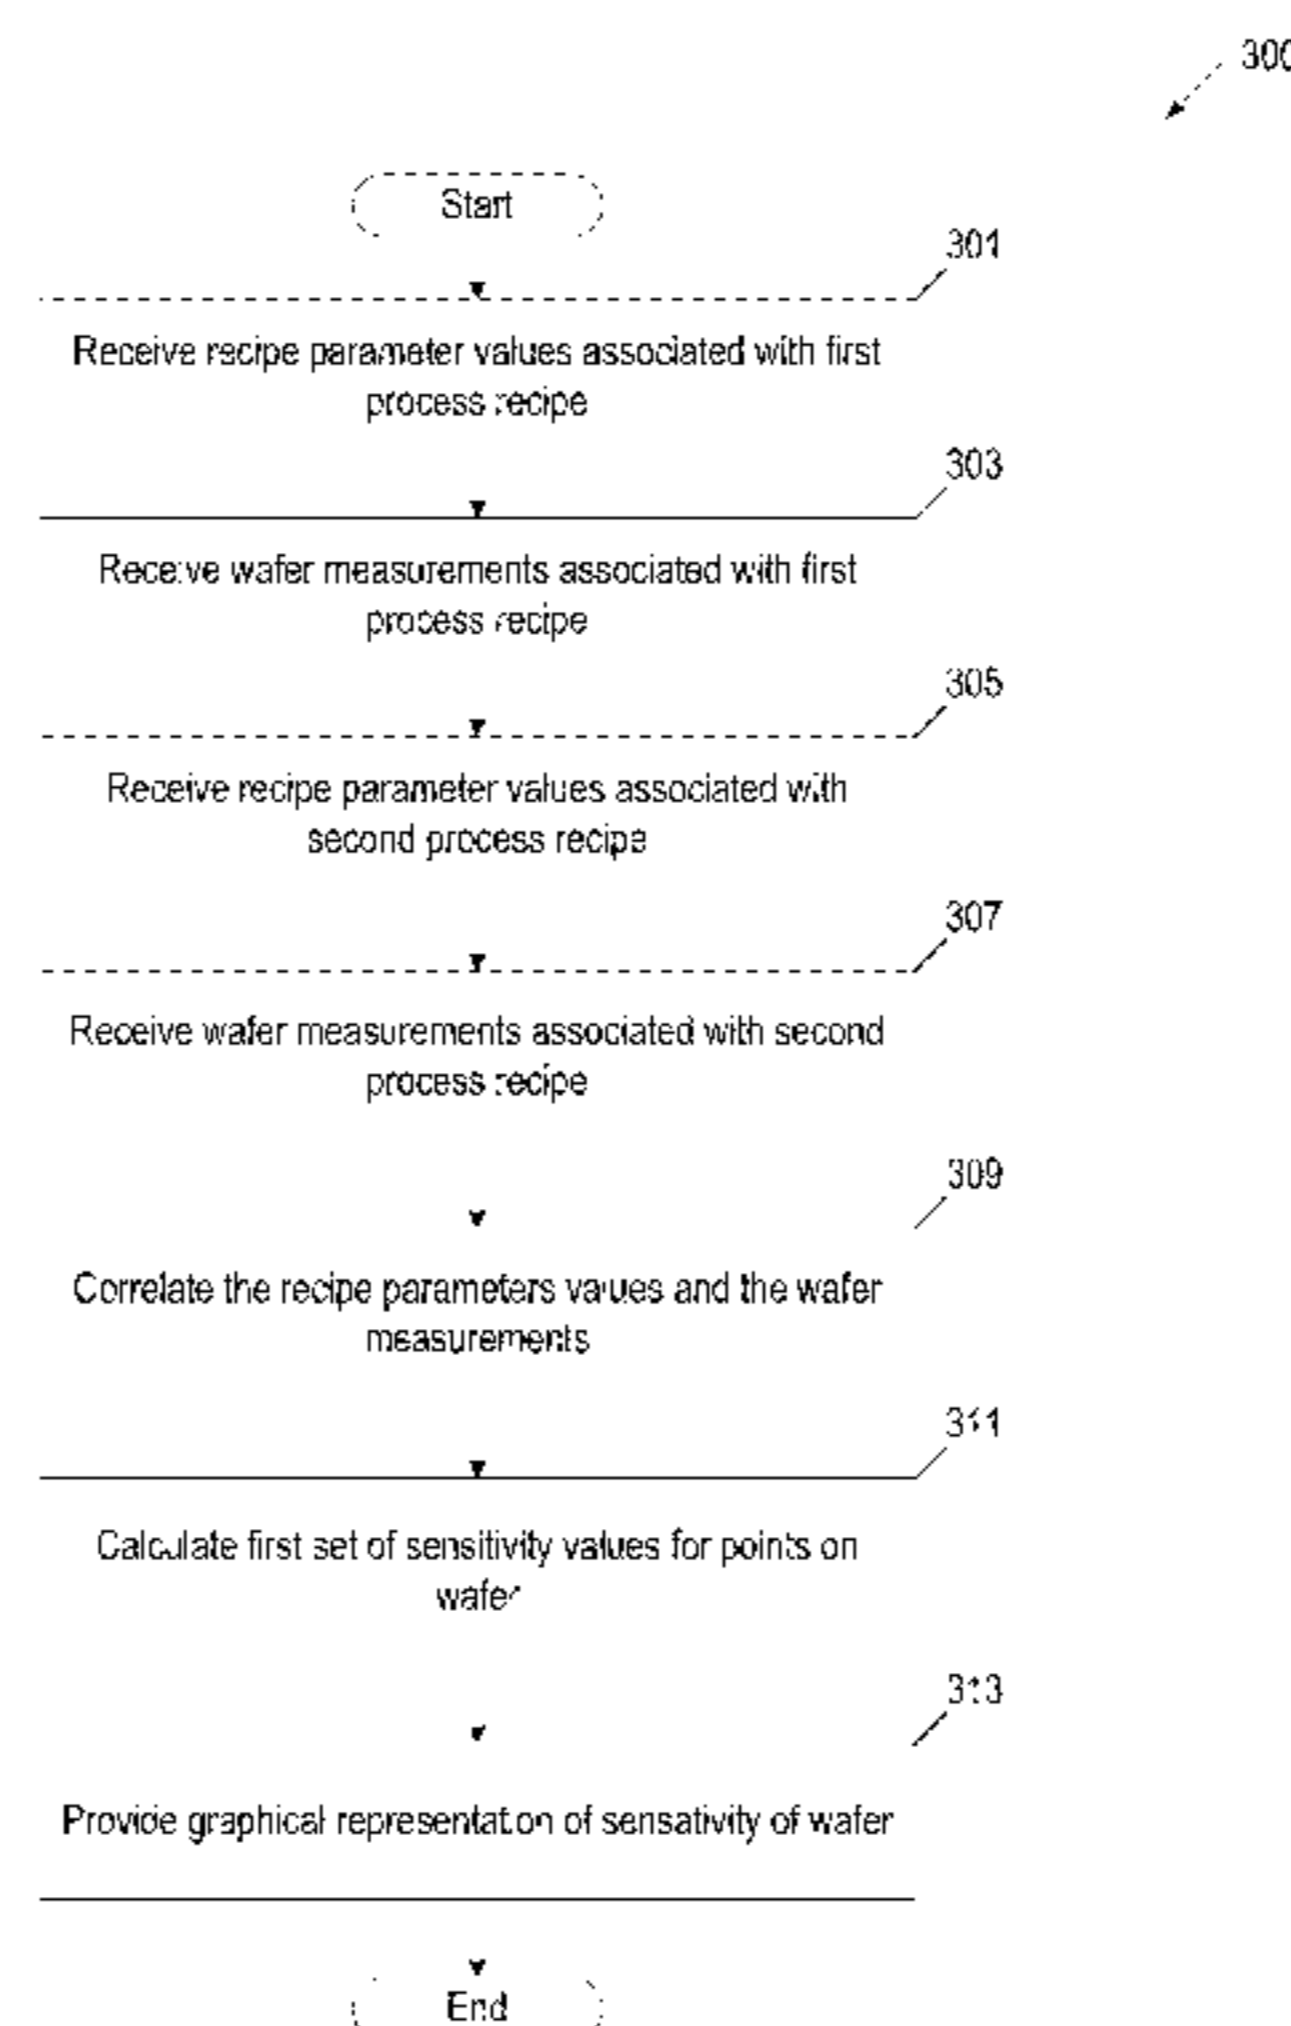 300
Start
301
Receive recipe parameter values associated with first
process recipe
303
Receive wafer measurements associated with first
process recipe
305
Receive recipe parameter values associated with
second process recipe
307
Receive wafer measurements associated with second
process recipe
309
Correlate the recipe parameters values and the wafer
measurements
311
Calculate first set of sensitivity values for points on
wafer
313
Provide graphical representation of sensativity of wafer
End